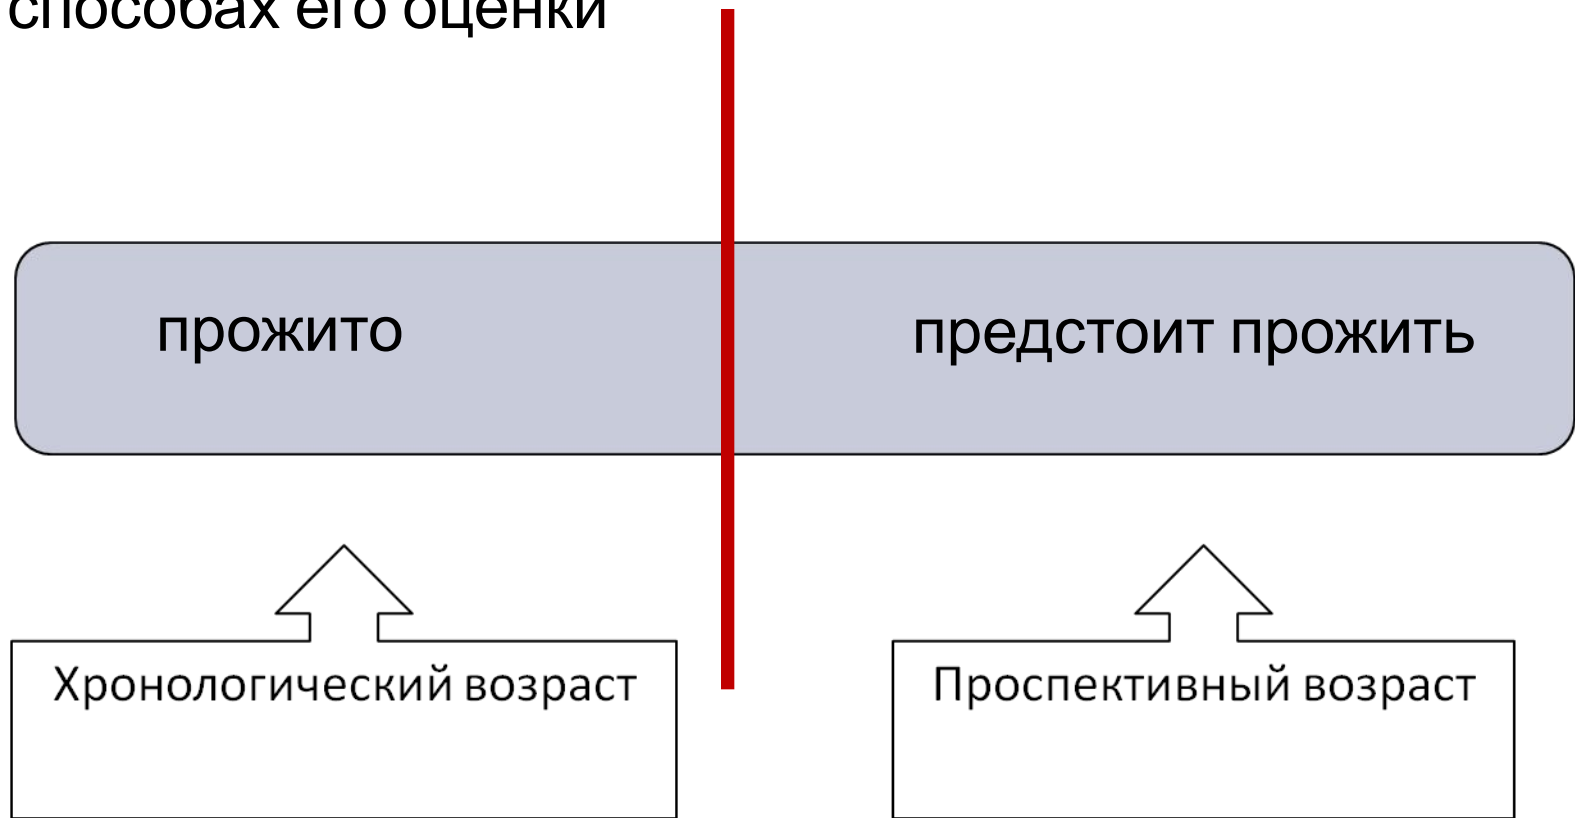 способах его оценки
прожито
предстоит прожить
Хронологический возраст
Проспективный возраст